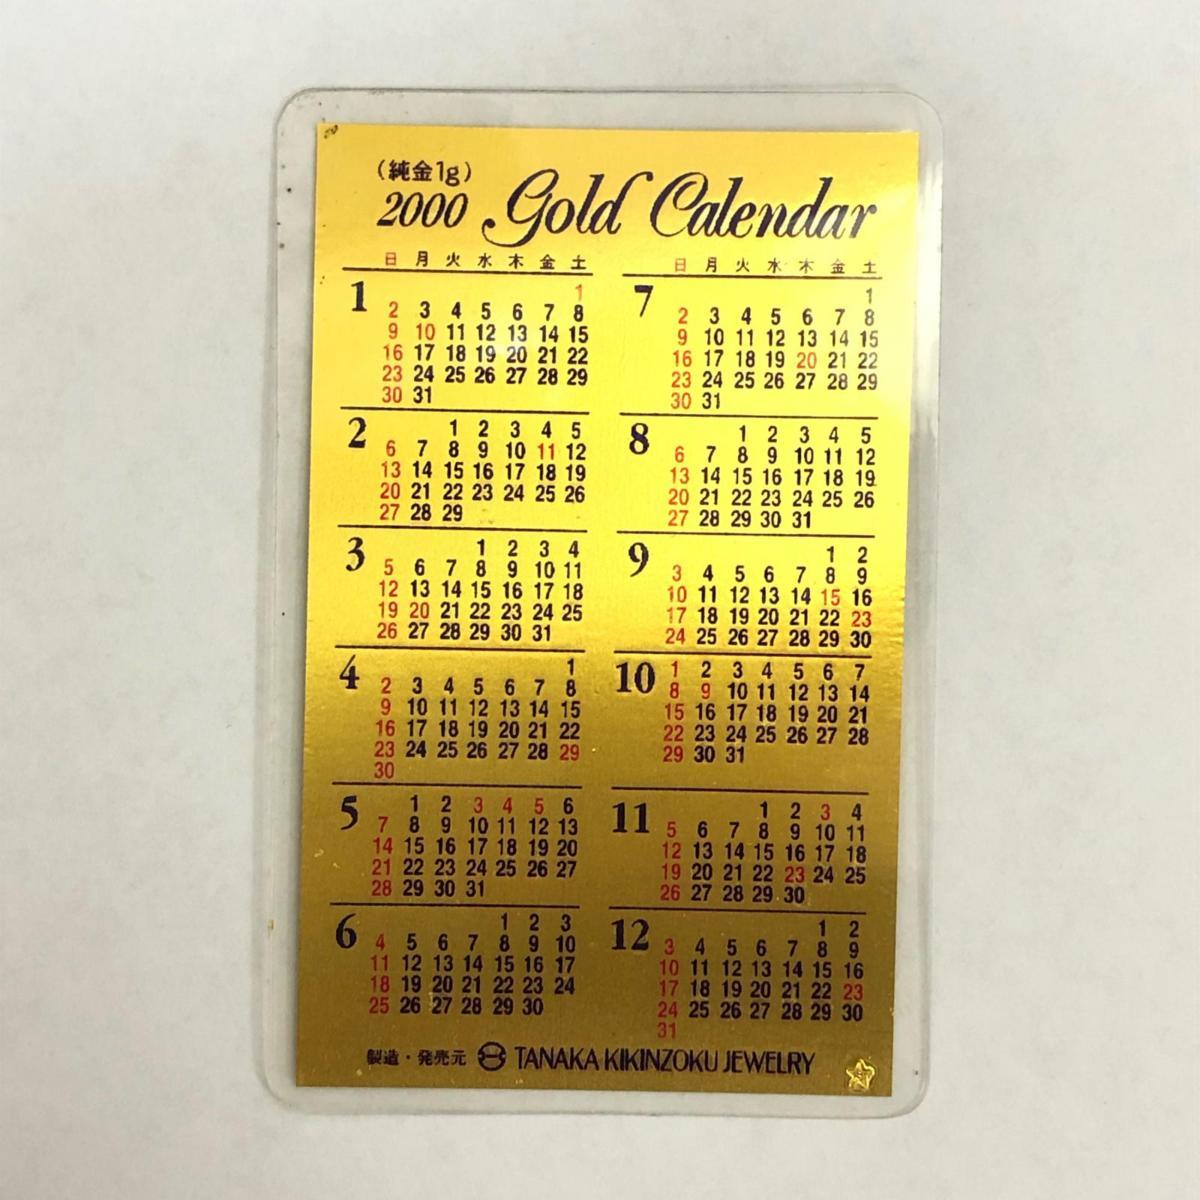 (純金1g)
2000 Gold Calendar
日 月 火 水 木 金 土
1
1
2 3 4 5 6 7 8
9 10 11 12 13 14 15
16 17 18 19 20 21 22
23 24 25 26 27 28 29
30 31
2
1 2 3 4 5
6 7 8 9 10 11 12
13 14 15 16 17 18 19
20 21 22 23 24 25 26
27 28 29
3
1 2 3 4
5 6 7 8 9 10 11
12 13 14 15 16 17 18
19 20 21 22 23 24 25
26 27 28 29 30 31
4
1
2 3 4 5 6 7 8
9 10 11 12 13 14 15
16 17 18 19 20 21 22
23 24 25 26 27 28 29
30
5
1 2 3 4 5 6
7 8 9 10 11 12 13
14 15 16 17 18 19 20
21 22 23 24 25 26 27
28 29 30 31
6
1 2 3
4 5 6 7 8 9 10
11 12 13 14 15 16 17
18 19 20 21 22 23 24
25 26 27 28 29 30
日 月 火 水 木 金 土
7
1
2 3 4 5 6 7 8
9 10 11 12 13 14 15
16 17 18 19 20 21 22
23 24 25 26 27 28 29
30 31
8
1 2 3 4 5
6 7 8 9 10 11 12
13 14 15 16 17 18 19
20 21 22 23 24 25 26
27 28 29 30 31
9
1 2
3 4 5 6 7 8 9
10 11 12 13 14 15 16
17 18 19 20 21 22 23
24 25 26 27 28 29 30
10
1 2 3 4 5 6 7
8 9 10 11 12 13 14
15 16 17 18 19 20 21
22 23 24 25 26 27 28
29 30 31
11
1 2 3 4
5 6 7 8 9 10 11
12 13 14 15 16 17 18
19 20 21 22 23 24 25
26 27 28 29 30
12
1 2
3 4 5 6 7 8 9
10 11 12 13 14 15 16
17 18 19 20 21 22 23
24 25 26 27 28 29 30
31
製造・発売元 TANAKA KIKINZOKU JEWELRY